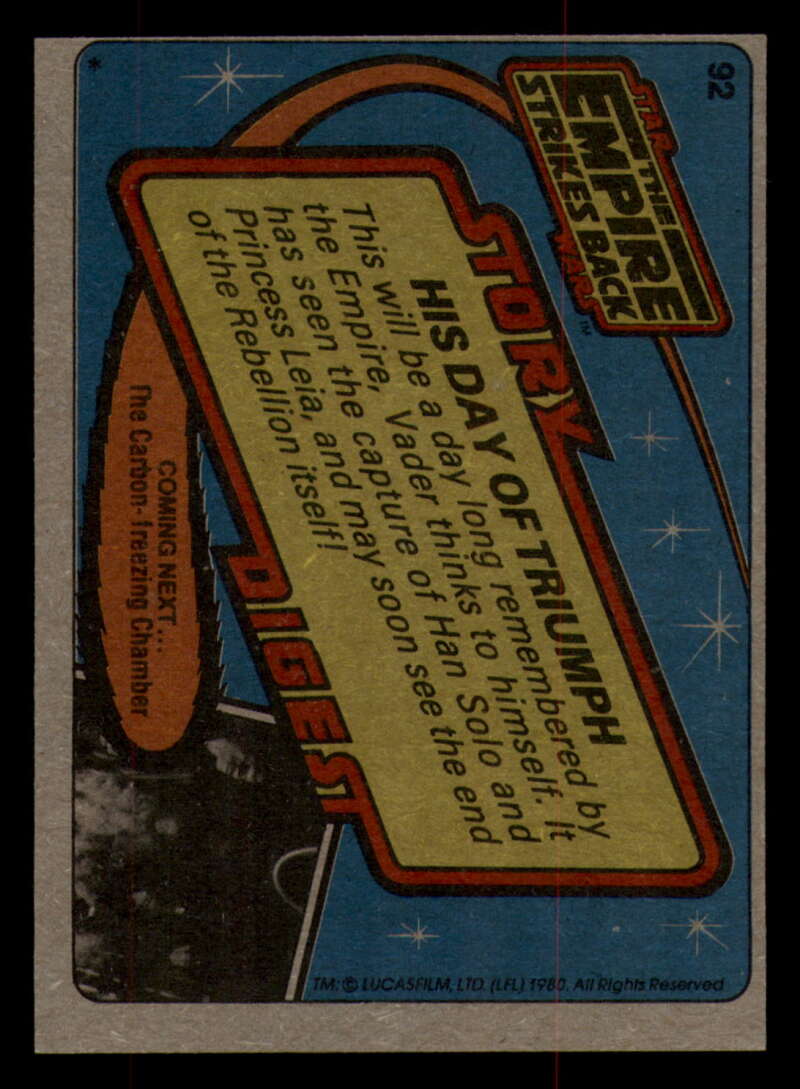 92
STAR
THE
EMPIRE
STRIKES BACK
WARS™
STORY
HIS DAY OF TRIUMPH
This will be a day long remembered by
the Empire, Vader thinks to himself. It
has seen the capture of Han Solo and
Princess Leia, and may soon see the end
of the Rebellion itself!
DIGEST
COMING NEXT...
The Carbon-freezing Chamber
*
TM: © LUCASFILM, LTD. (LFL) 1980. All Rights Reserved